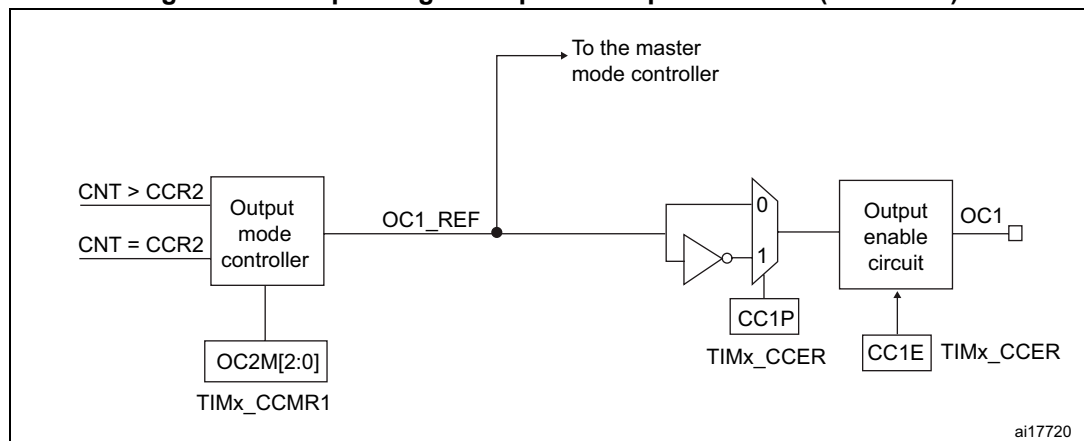 To the master
mode controller
CNT > CCR2
CNT = CCR2
Output
mode
controller
OC1_REF
0
1
Output
enable
circuit
OC1
CC1P
TIMx_CCER
CC1E
TIMx_CCER
OC2M[2:0]
TIMx_CCMR1
ai17720